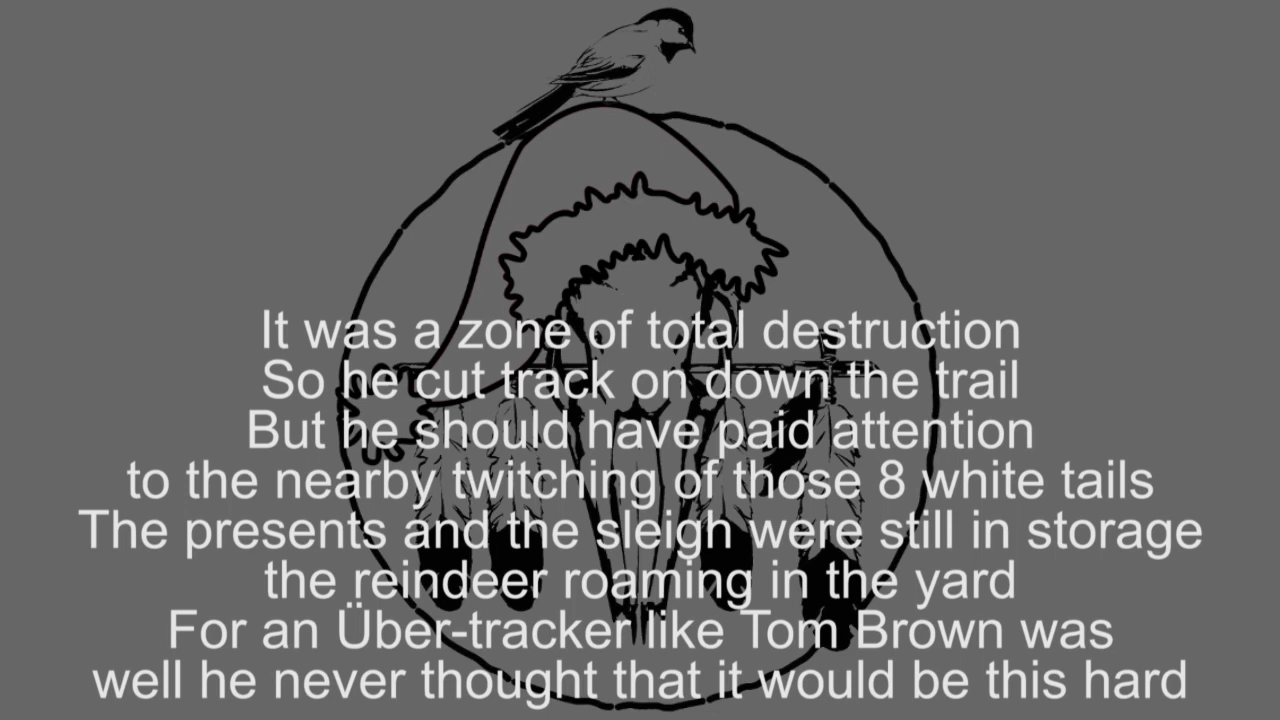 It was a zone of total destruction
So he cut track on down the trail
But he should have paid attention
to the nearby twitching of those 8 white tails
The presents and the sleigh were still in storage
the reindeer roaming in the yard
For an Über-tracker like Tom Brown was
well he never thought that it would be this hard